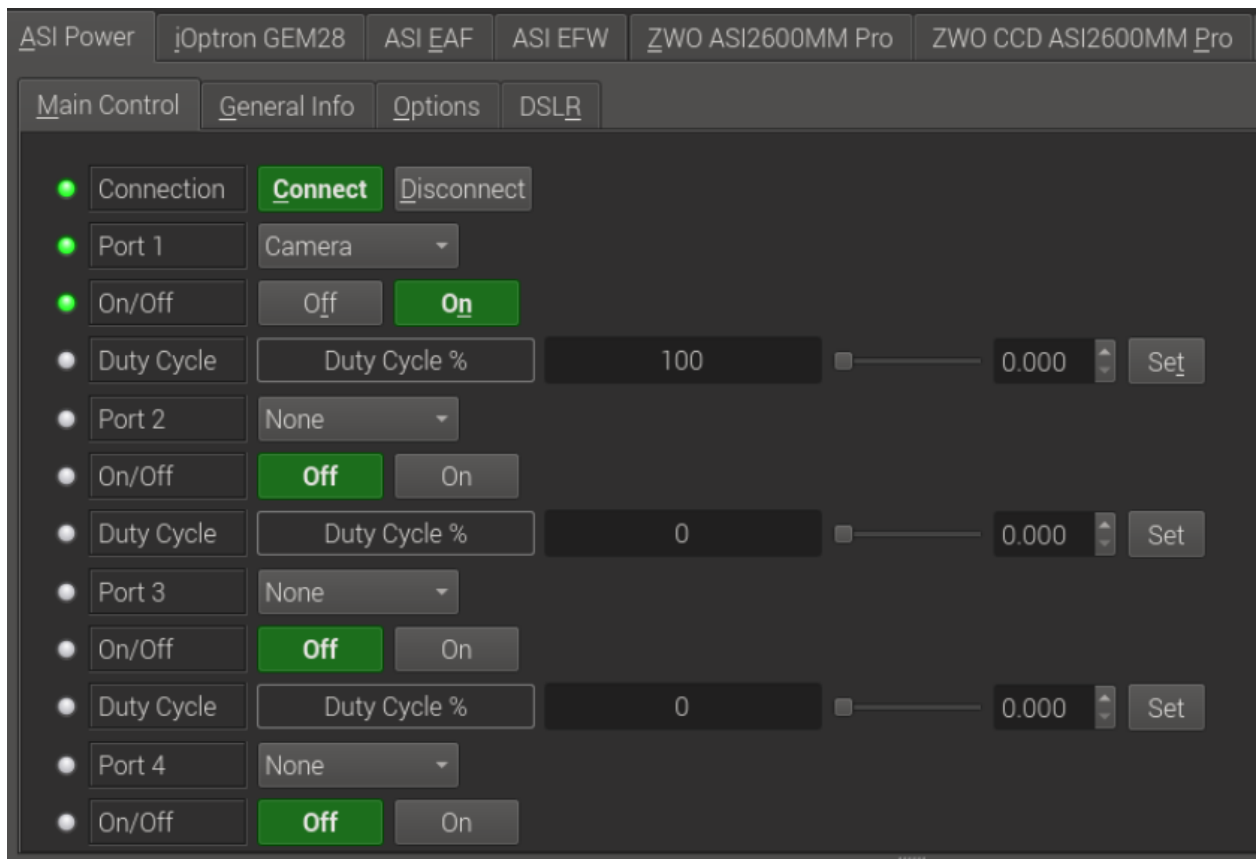 ASI Power iOptron GEM28 ASI EAF ASI EFW ZWO ASI2600MM Pro ZWO CCD ASI2600MM Pro
Main Control General Info Options DSLR
Connection Connect Disconnect
Port 1 Camera
On/Off Off On
Duty Cycle Duty Cycle % 100 0.000 Set
Port 2 None
On/Off Off On
Duty Cycle Duty Cycle % 0 0.000 Set
Port 3 None
On/Off Off On
Duty Cycle Duty Cycle % 0 0.000 Set
Port 4 None
On/Off Off On